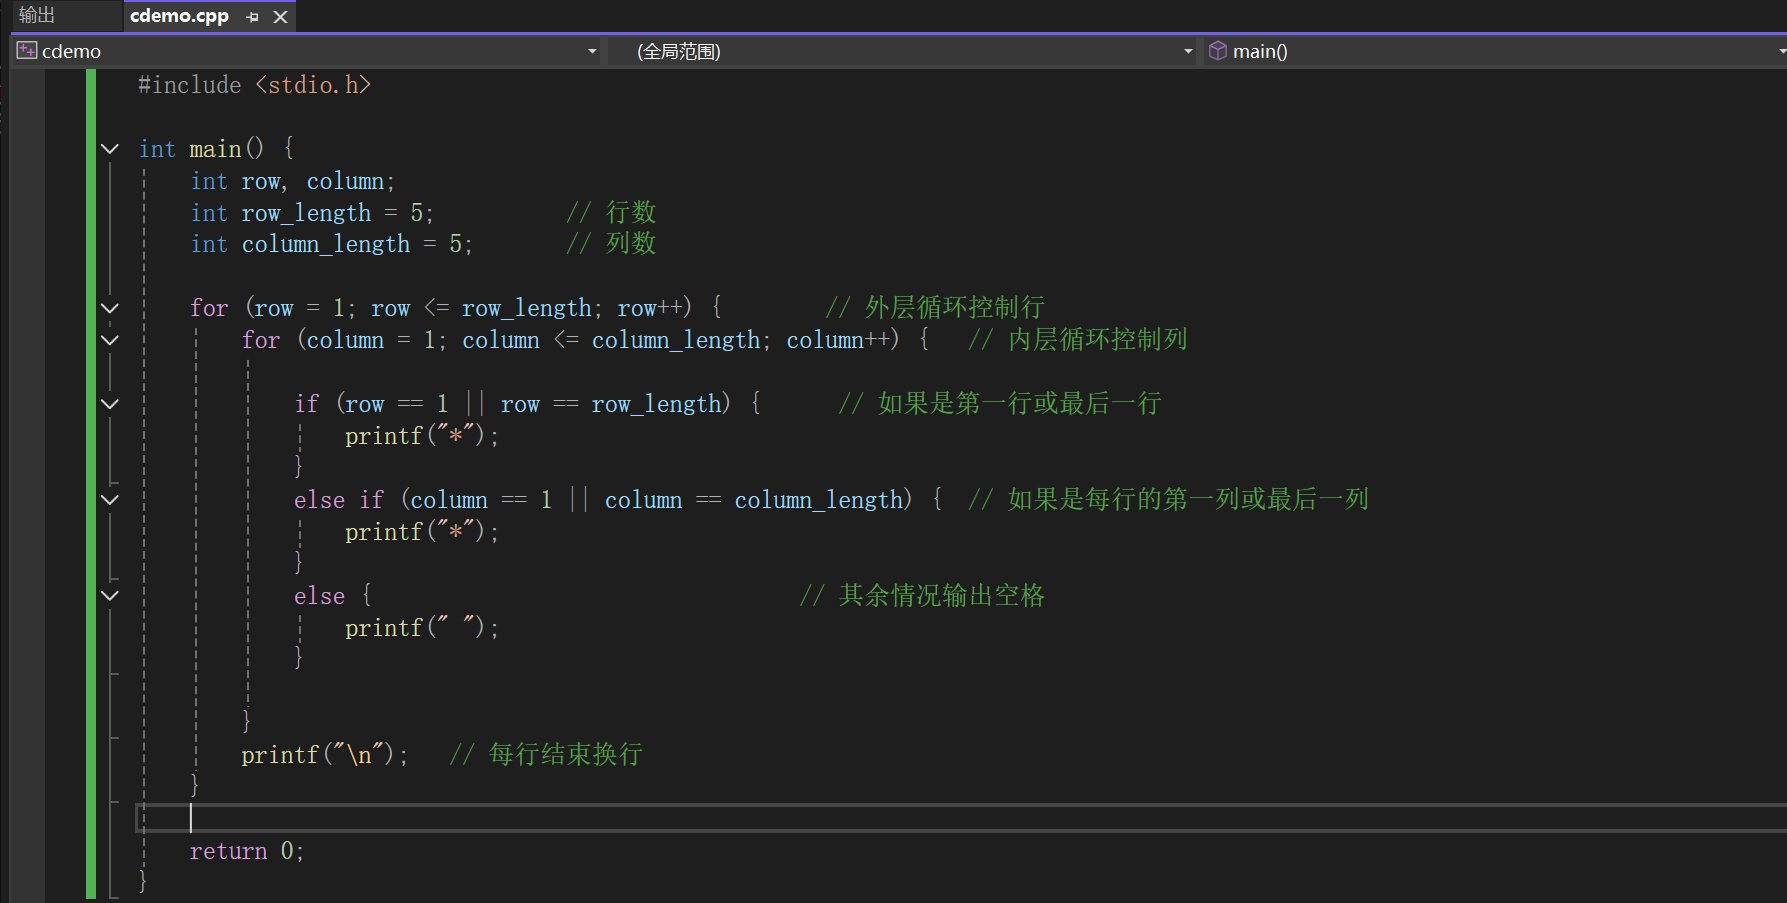 输出 cdemo.cpp
cdemo (全局范围) main()
#include <stdio.h>
int main() {
int row, column;
int row_length = 5; // 行数
int column_length = 5; // 列数
for (row = 1; row <= row_length; row++) { // 外层循环控制行
for (column = 1; column <= column_length; column++) { // 内层循环控制列
if (row == 1 || row == row_length) { // 如果是第一行或最后一行
printf("*");
}
else if (column == 1 || column == column_length) { // 如果是每行的第一列或最后一列
printf("*");
}
else { // 其余情况输出空格
printf(" ");
}
}
printf("\n"); // 每行结束换行
}
return 0;
}